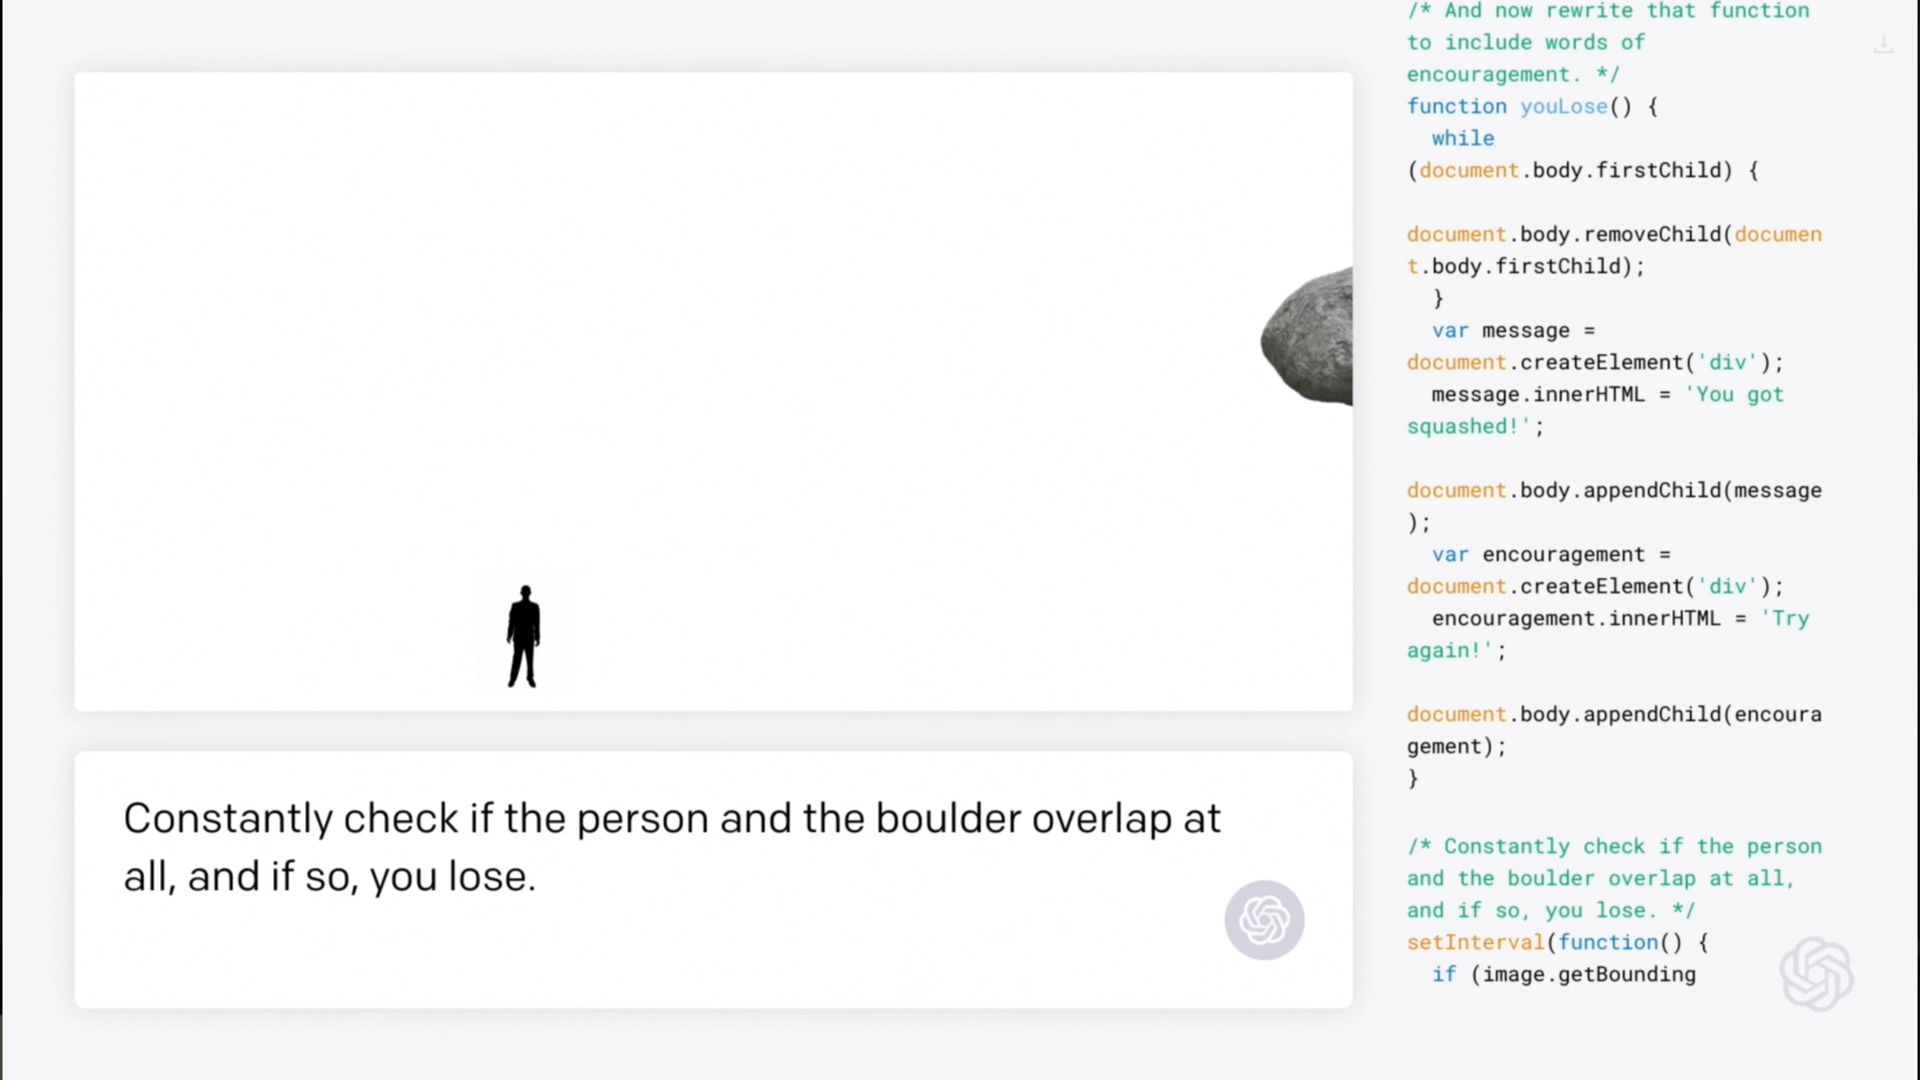 Constantly check if the person and the boulder overlap at
all, and if so, you lose.
/* And now rewrite that function
to include words of
encouragement. */
function youLose() {
  while
(document.body.firstChild) {

document.body.removeChild(documen
t.body.firstChild);
  }
  var message =
document.createElement('div');
  message.innerHTML = 'You got
squashed!';

document.body.appendChild(message
);
  var encouragement =
document.createElement('div');
  encouragement.innerHTML = 'Try
again!';

document.body.appendChild(encoura
gement);
}

/* Constantly check if the person
and the boulder overlap at all,
and if so, you lose. */
setInterval(function() {
  if (image.getBounding